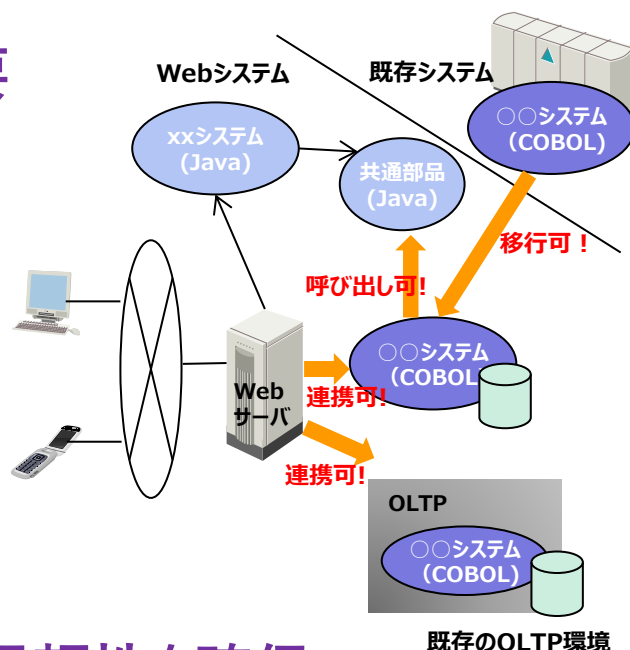 要
Webシステム
既存システム
○○システム
(COBOL)
xxシステム
(Java)
共通部品
(Java)
移行可！
呼び出し可!
○○システム
(COBOL)
Web
サーバ
連携可!
連携可!
OLTP
○○システム
(COBOL)
既存のOLTP環境